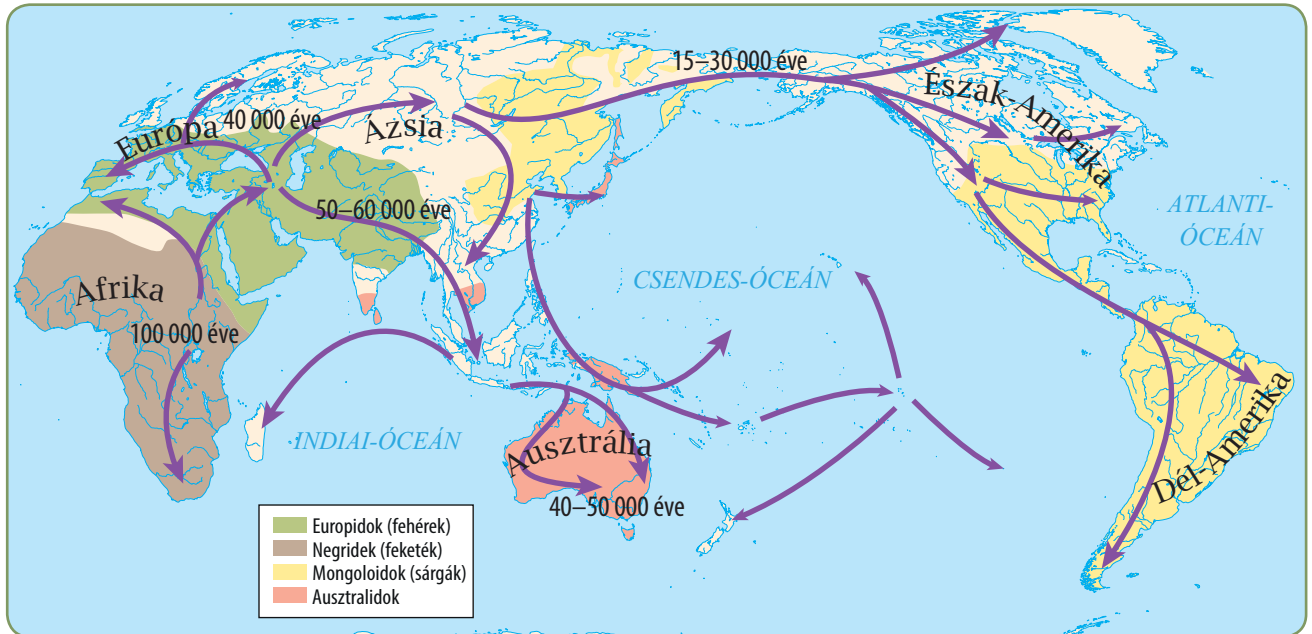 15–30 000 éve
Észak-Amerika
Európa
40 000 éve
Ázsia
50–60 000 éve
ATLANTI-
ÓCEÁN
CSENDES-ÓCEÁN
Afrika
100 000 éve
INDIAI-ÓCEÁN
Ausztrália
40–50 000 éve
Dél-Amerika
Europidok (fehérek)
Negridek (feketék)
Mongoloidok (sárgák)
Ausztralidok